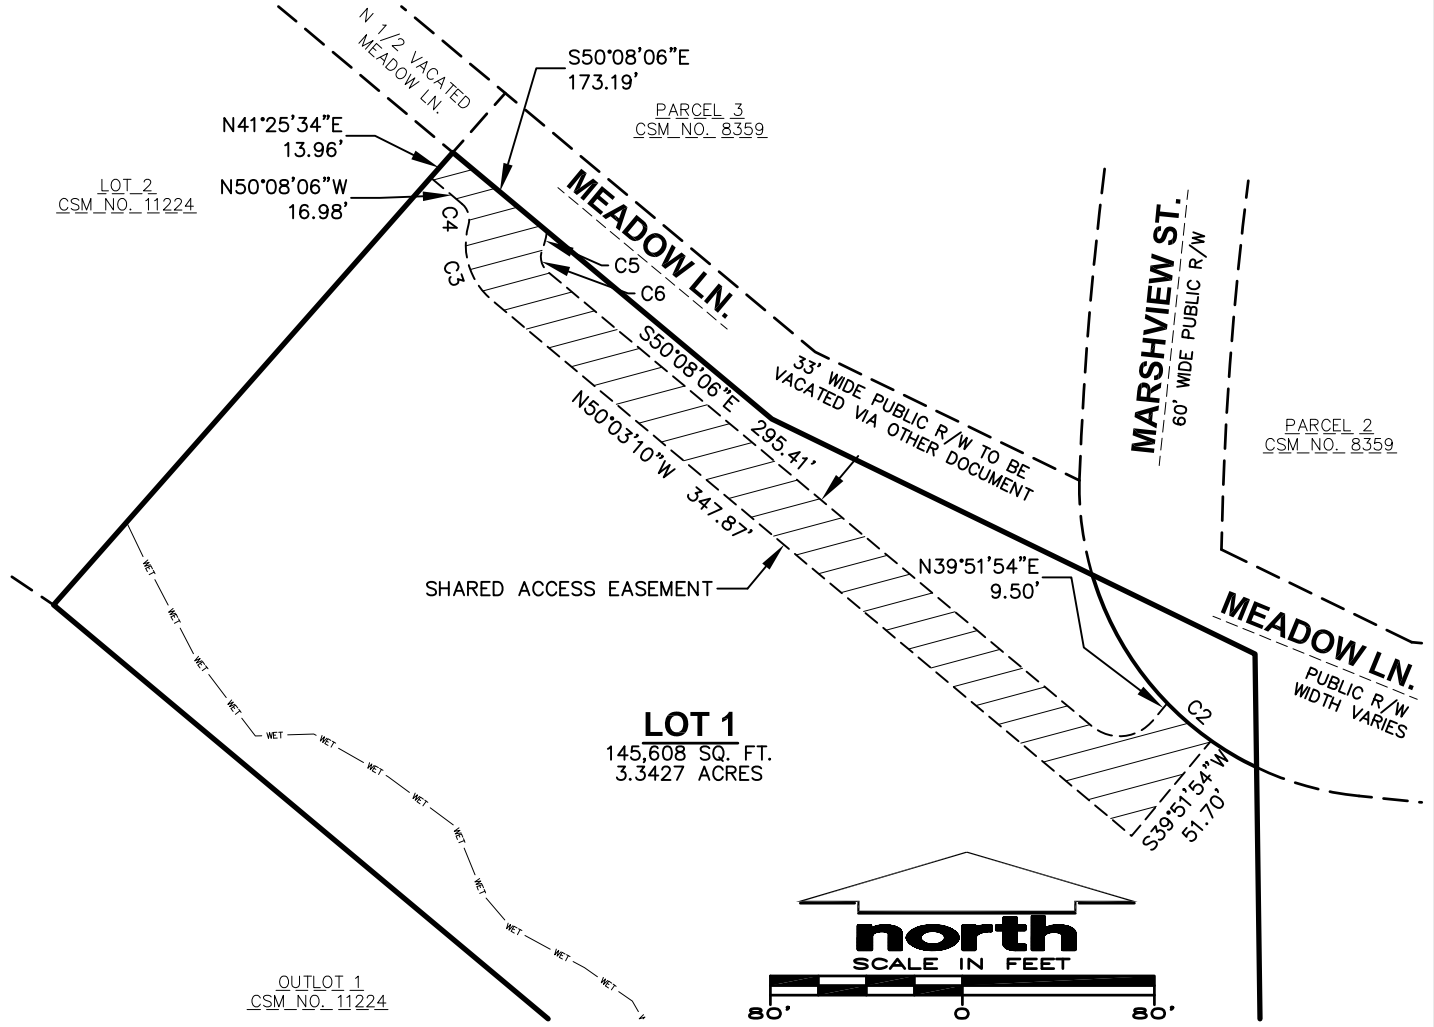 N 1/2 VACATED
MEADOW LN.
S50°08'06"E
173.19'
PARCEL 3
CSM NO. 8359
N41°25'34"E
13.96'
LOT 2
CSM NO. 11224
N50°08'06"W
16.98'
C4
C3
C5
C6
MEADOW LN.
MARSHVIEW ST.
60' WIDE PUBLIC R/W
S50°08'06"E 295.41'
N50°03'10"W 347.87'
33' WIDE PUBLIC R/W TO BE
VACATED VIA OTHER DOCUMENT
PARCEL 2
CSM NO. 8359
SHARED ACCESS EASEMENT
N39°51'54"E
9.50'
MEADOW LN.
PUBLIC R/W
WIDTH VARIES
C2
S39°51'54"W
51.70'
LOT 1
145,608 SQ. FT.
3.3427 ACRES
WET
WET
WET
WET
WET
WET
WET
WET
WET
WET
WET
WET
WET
OUTLOT 1
CSM NO. 11224
north
SCALE IN FEET
80' 0 80'